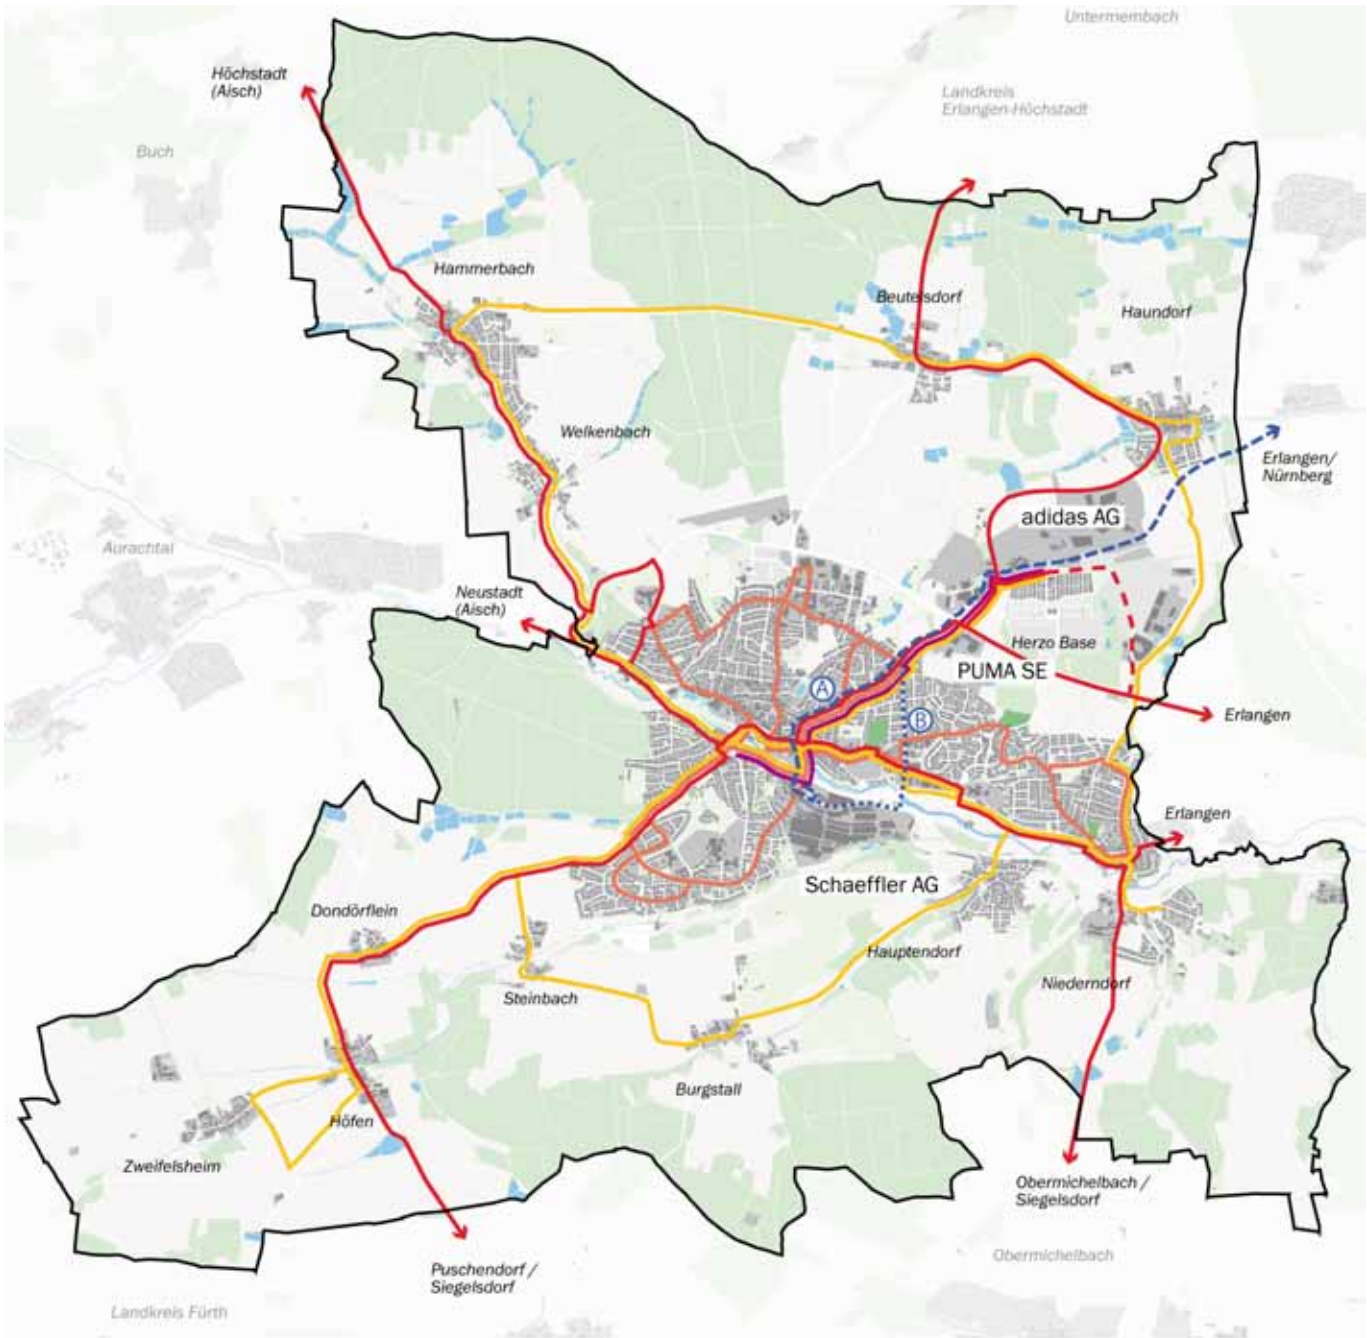 Untermembach
Höchstadt
(Aisch)
Landkreis
Erlangen-Höchstadt
Buch
Hammerbach
Beutelsdorf
Haundorf
Welkenbach
Erlangen/
Nürnberg
adidas AG
Aurachtal
Neustadt
(Aisch)
Herzo Base
PUMA SE
A
B
Erlangen
Erlangen
Schaeffler AG
Dondörflein
Hauptendorf
Niederndorf
Steinbach
Burgstall
Höfen
Zweifelsheim
Obermichelbach /
Siegelsdorf
Obermichelbach
Puschendorf /
Siegelsdorf
Landkreis Fürth